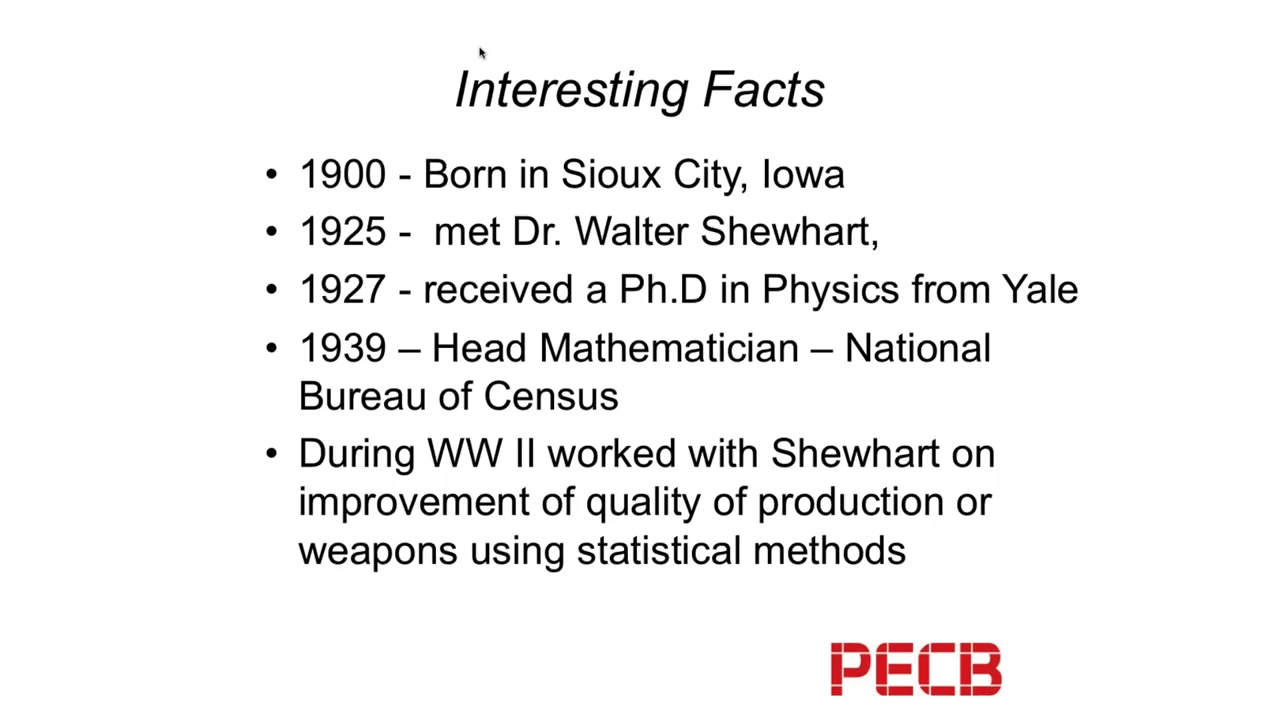 Interesting Facts
• 1900 - Born in Sioux City, Iowa
• 1925 -  met Dr. Walter Shewhart,
• 1927 - received a Ph.D in Physics from Yale
• 1939 – Head Mathematician – National
Bureau of Census
• During WW II worked with Shewhart on
improvement of quality of production or
weapons using statistical methods
PECB